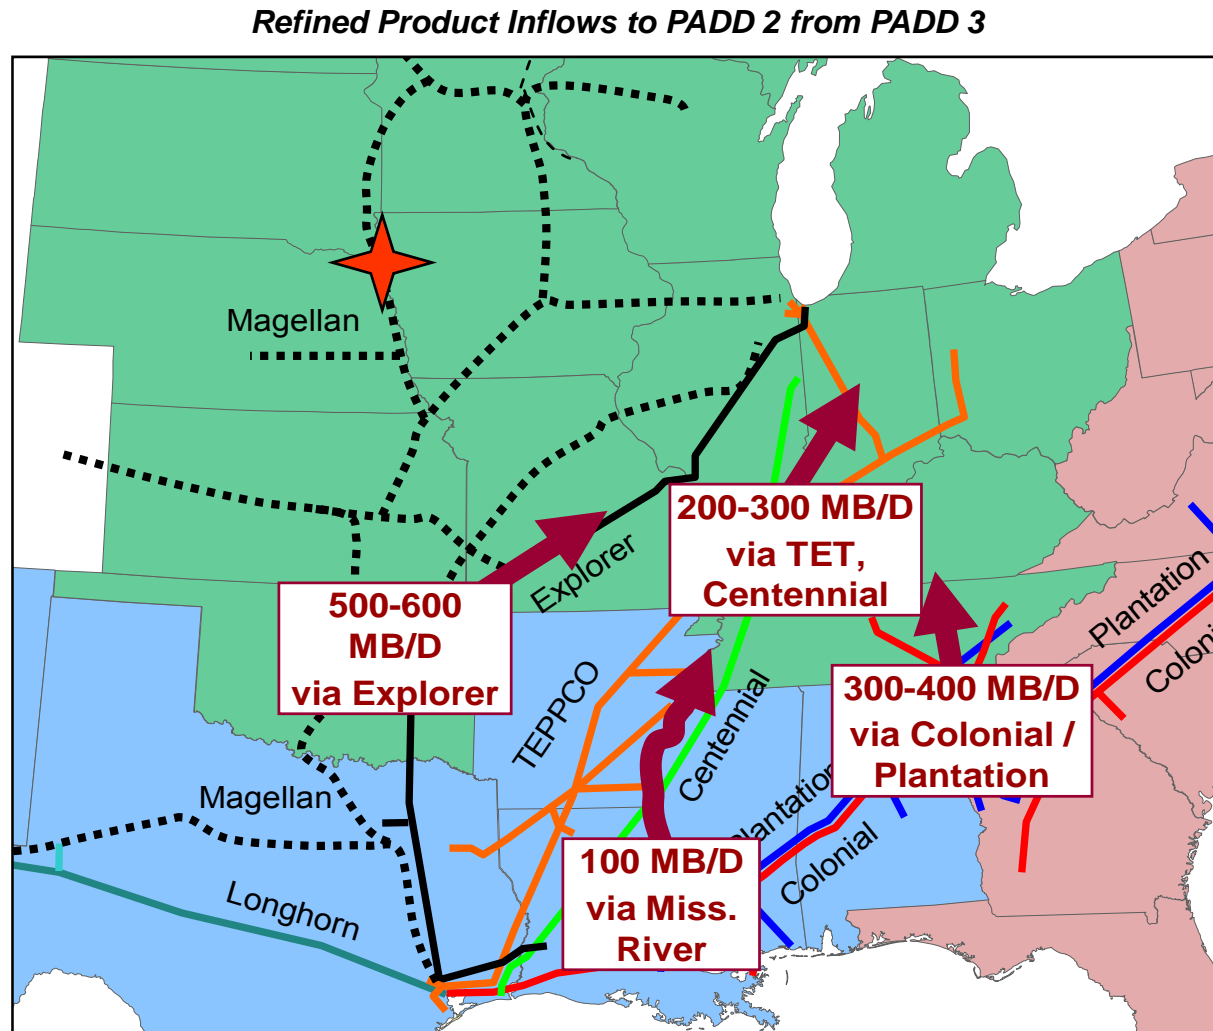 Refined Product Inflows to PADD 2 from PADD 3
Magellan
200-300 MB/D
via TET,
Centennial
Explorer
500-600
MB/D
via Explorer
Plantation
Coloni
TEPPCO
Centennial
300-400 MB/D
via Colonial /
Plantation
Magellan
Plantation
Colonial
100 MB/D
via Miss.
River
Longhorn